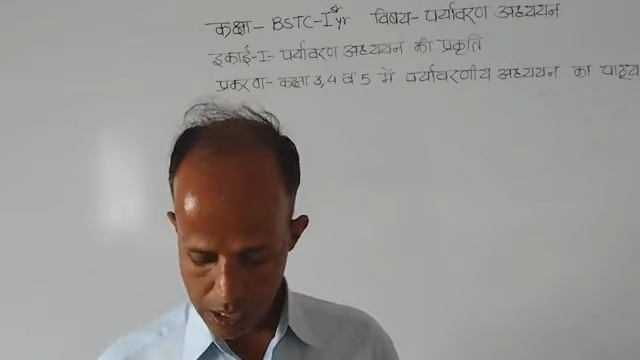 कक्षा- BSTC-I yr विषय- पर्यावरण अध्ययन
इकाई-I- पर्यावरण अध्ययन की प्रकृति
प्रकरण- कक्षा 3,4 व 5 में पर्यावरणीय अध्ययन का